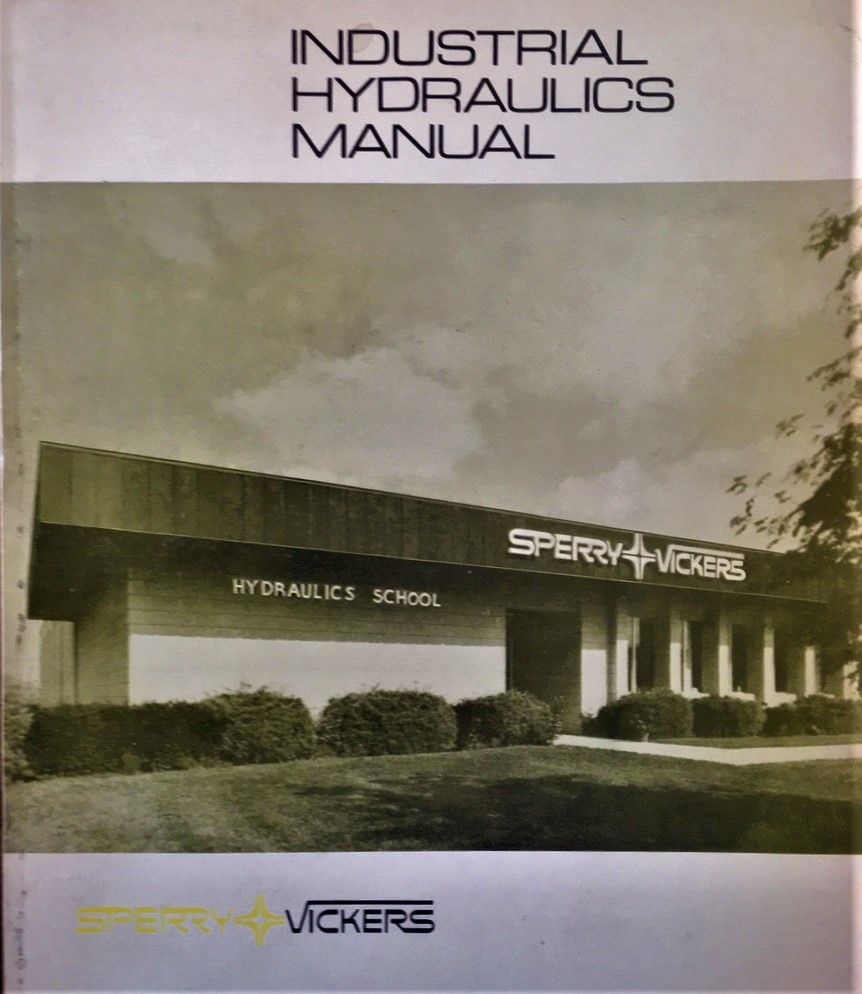 INDUSTRIAL
HYDRAULICS
MANUAL
SPERRY VICKERS
HYDRAULICS SCHOOL
SPERRY VICKERS